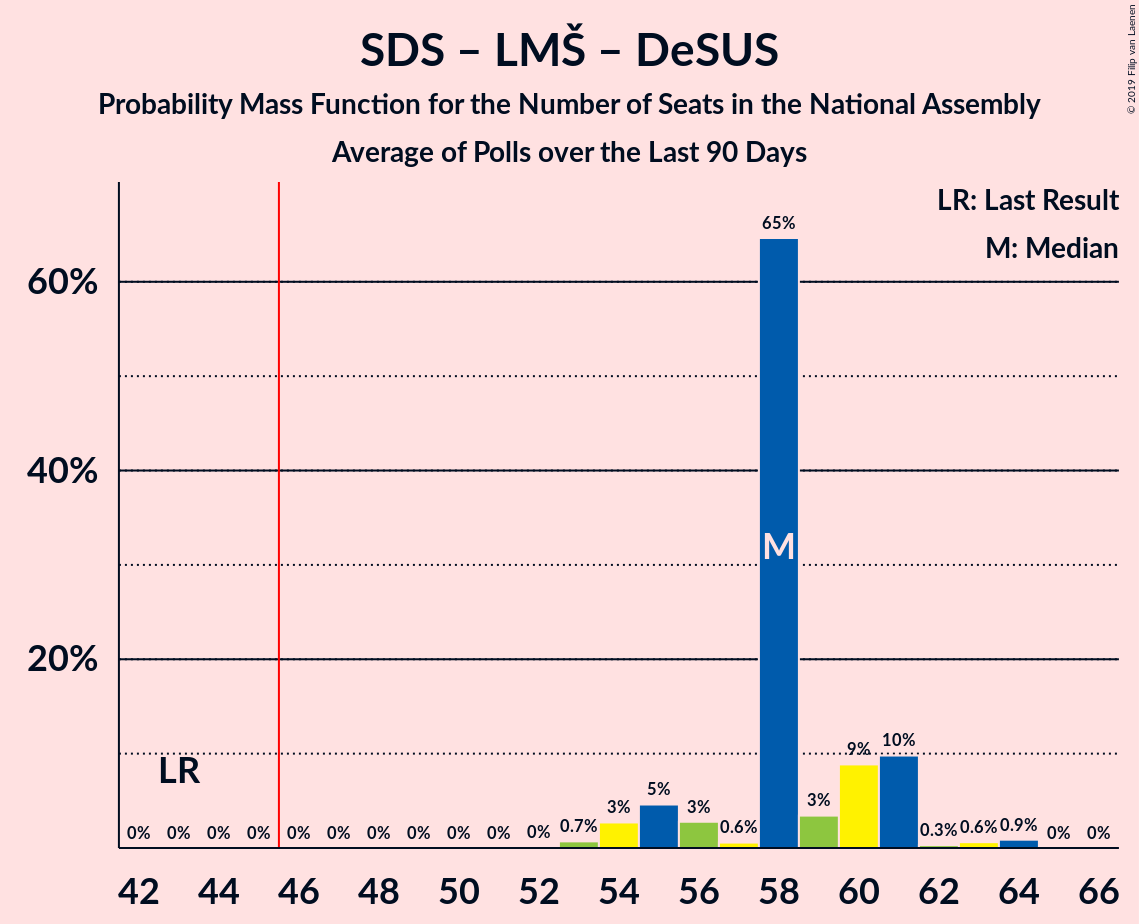 SDS – LMŠ – DeSUS
Probability Mass Function for the Number of Seats in the National Assembly
Average of Polls over the Last 90 Days
© 2019 Filip van Laenen
LR: Last Result
M: Median
60%
40%
20%
LR
M
0% 0% 0% 0% 0% 0% 0% 0% 0% 0% 0% 0.7% 3% 5% 3% 0.6% 65% 3% 9% 10% 0.3% 0.6% 0.9% 0% 0%
42 44 46 48 50 52 54 56 58 60 62 64 66